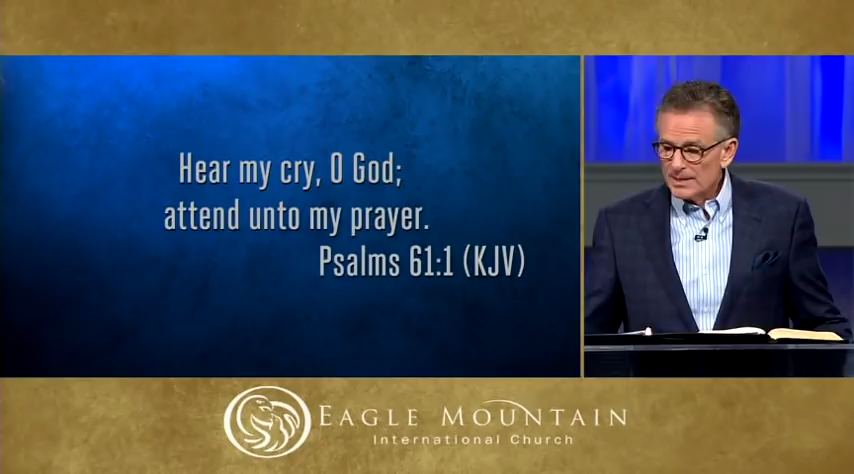 Hear my cry, O God;
attend unto my prayer.
Psalms 61:1 (KJV)
EAGLE MOUNTAIN
International Church